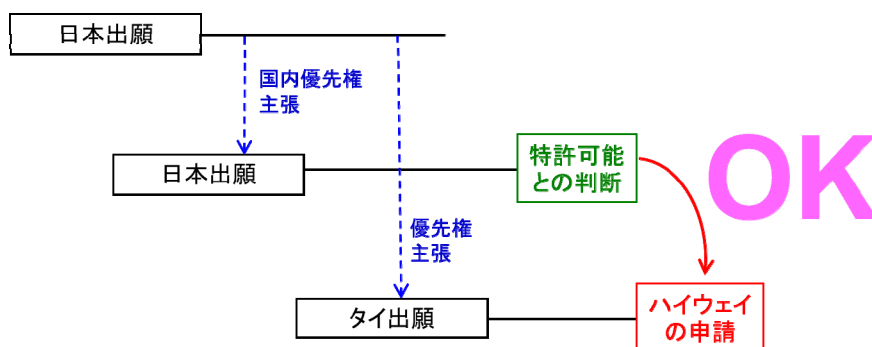 日本出願
国内優先権
主張
日本出願
特許可能
との判断
OK
優先権
主張
タイ出願
ハイウェイ
の申請